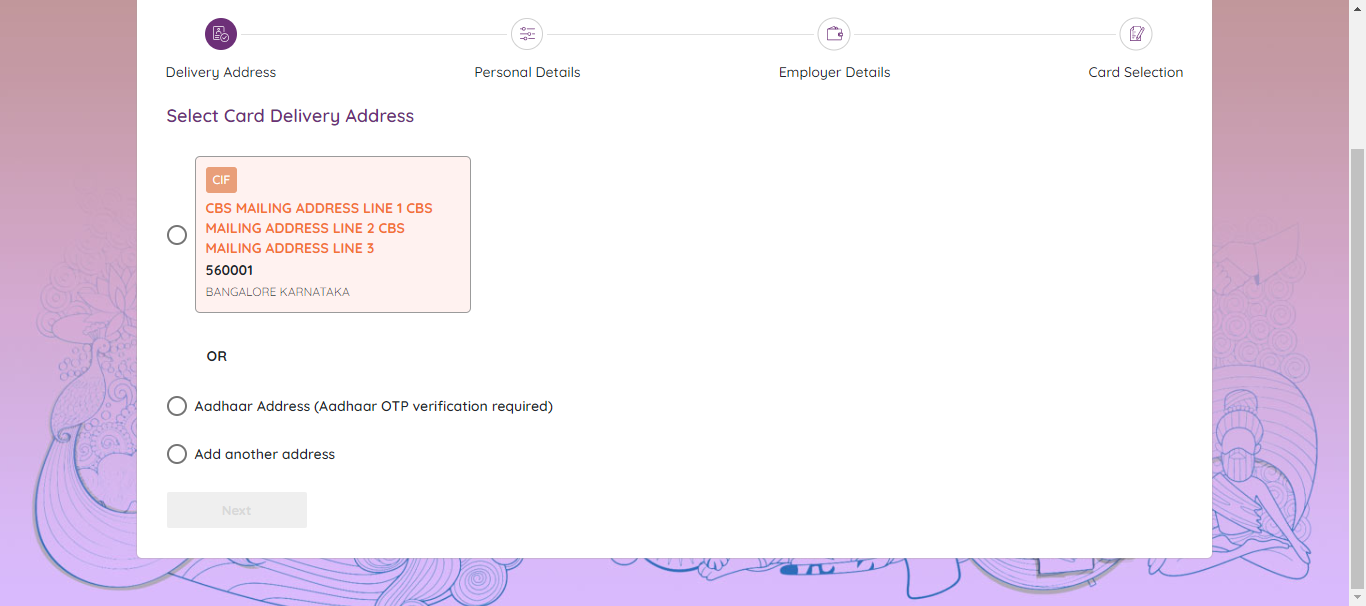 Delivery Address
Personal Details
Employer Details
Card Selection
Select Card Delivery Address
CIF
CBS MAILING ADDRESS LINE 1 CBS
MAILING ADDRESS LINE 2 CBS
MAILING ADDRESS LINE 3
560001
BANGALORE KARNATAKA
OR
Aadhaar Address (Aadhaar OTP verification required)
Add another address
Next